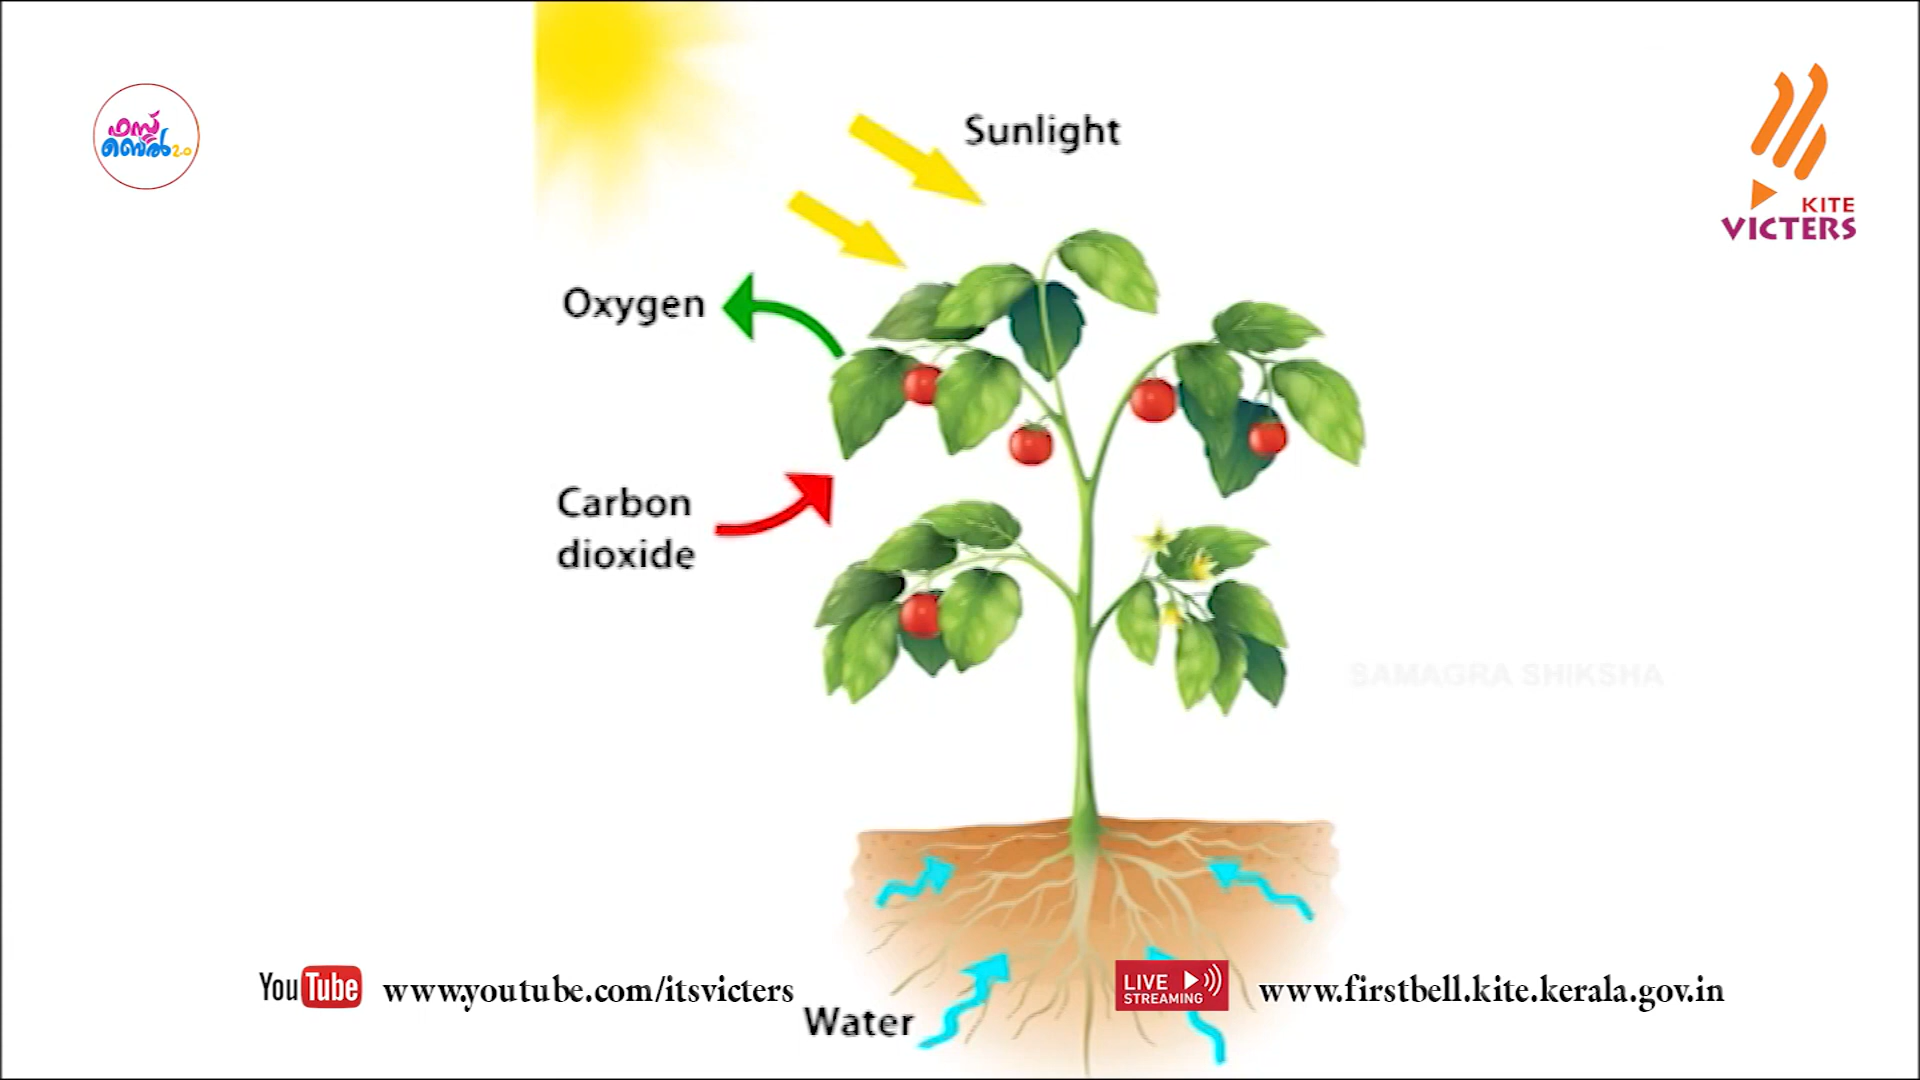 ഫസ്റ്റ്
ബെൽ 2.0
Sunlight
KITE
VICTERS
Oxygen
Carbon
dioxide
SAMAGRA SHIKSHA
YouTube www.youtube.com/itsvicters
LIVE
STREAMING
www.firstbell.kite.kerala.gov.in
Water